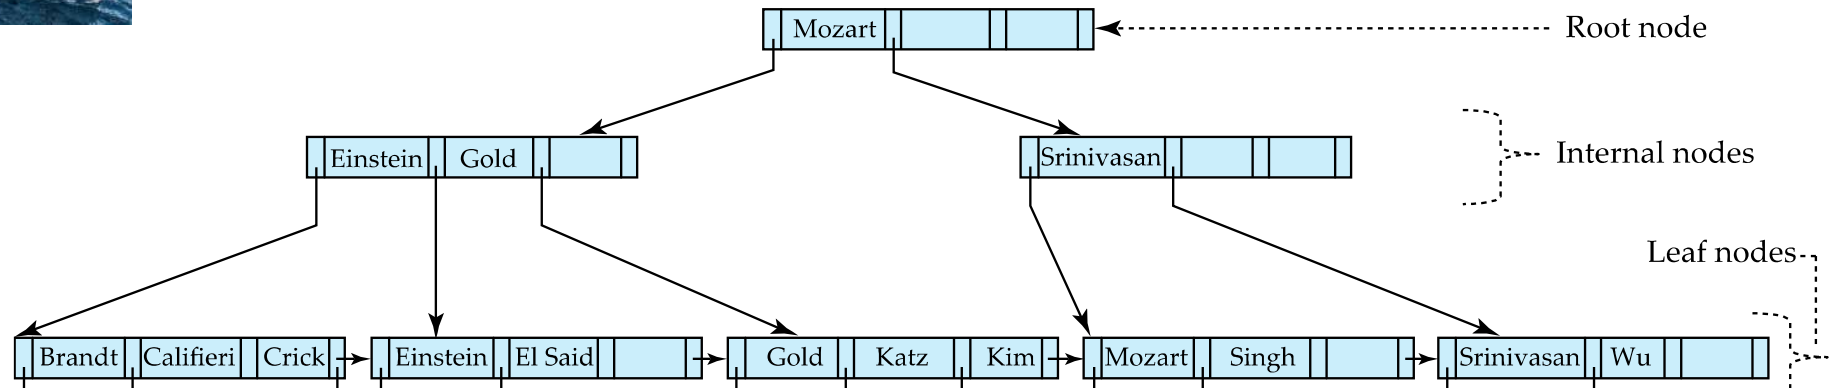 Mozart
Root node
Einstein Gold
Srinivasan
Internal nodes
Leaf nodes
Brandt Califieri Crick
Einstein El Said
Gold Katz Kim
Mozart Singh
Srinivasan Wu